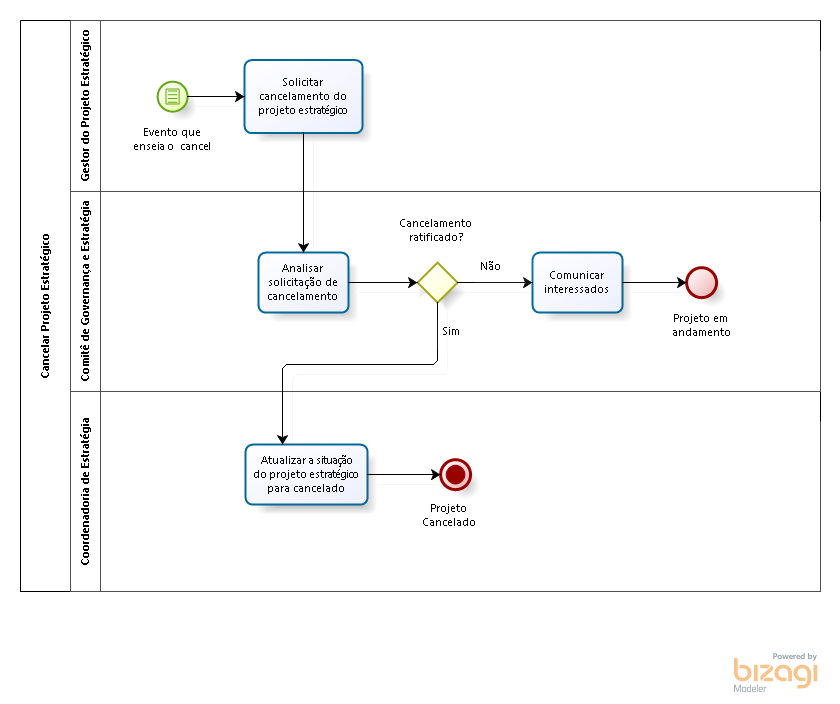 Cancelar Projeto Estratégico
Gestor do Projeto Estratégico
Evento que
enseia o cancel
Solicitar
cancelamento do
projeto estratégico
Comitê de Governança e Estratégia
Analisar
solicitação de
cancelamento
Cancelamento
ratificado?
Não
Sim
Comunicar
interessados
Projeto em
andamento
Coordenadoria de Estratégia
Atualizar a situação
do projeto estratégico
para cancelado
Projeto
Cancelado
Powered by
bizagi
Modeler